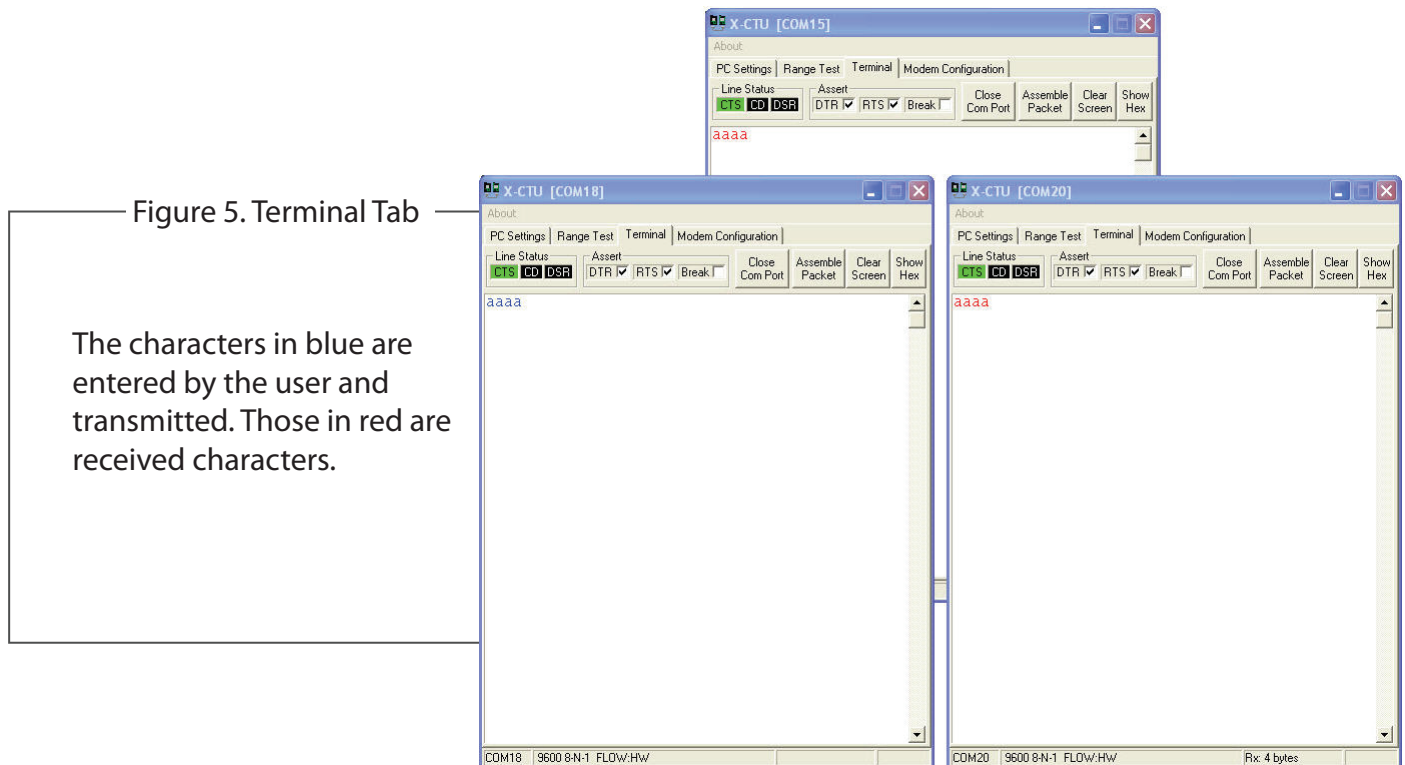 X-CTU [COM15]
About
PC Settings Range Test Terminal Modem Configuration
Line Status Assert
CTS CD DSR DTR RTS Break
Close Com Port
Assemble Packet
Clear Screen
Show Hex
aaaa
Figure 5. Terminal Tab
The characters in blue are
entered by the user and
transmitted. Those in red are
received characters.
X-CTU [COM18]
About
PC Settings Range Test Terminal Modem Configuration
Line Status Assert
CTS CD DSR DTR RTS Break
Close Com Port
Assemble Packet
Clear Screen
Show Hex
aaaa
COM18 9600 8-N-1 FLOW:HW
X-CTU [COM20]
About
PC Settings Range Test Terminal Modem Configuration
Line Status Assert
CTS CD DSR DTR RTS Break
Close Com Port
Assemble Packet
Clear Screen
Show Hex
aaaa
COM20 9600 8-N-1 FLOW:HW Rx: 4 bytes